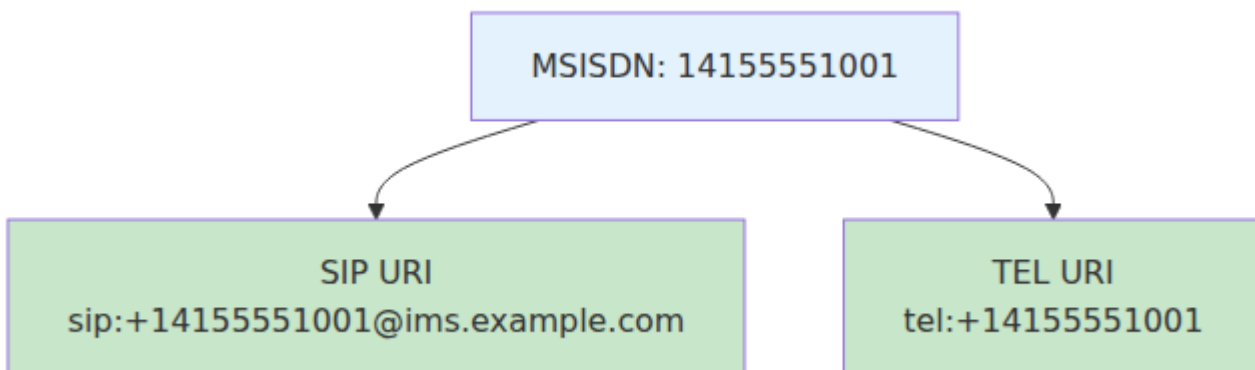 MSISDN: 14155551001
SIP URI
sip:+14155551001@ims.example.com
TEL URI
tel:+14155551001